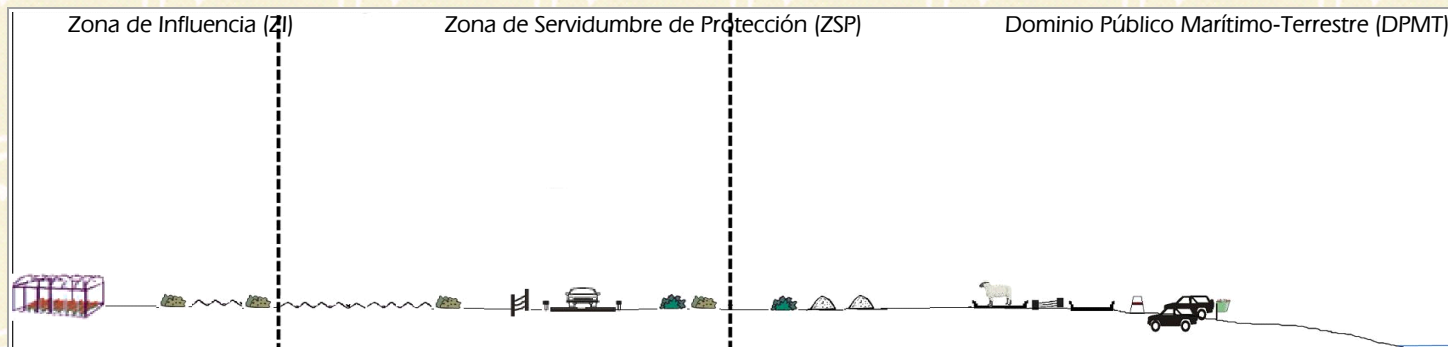 Zona de Influencia (ZI) Zona de Servidumbre de Protección (ZSP) Dominio Público Marítimo-Terrestre (DPMT)